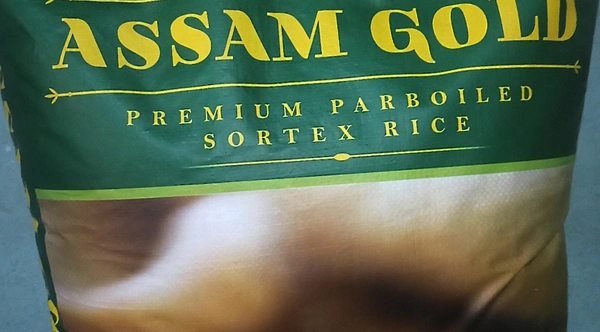 ASSAM GOLD
PREMIUM PARBOILED
SORTEX RICE